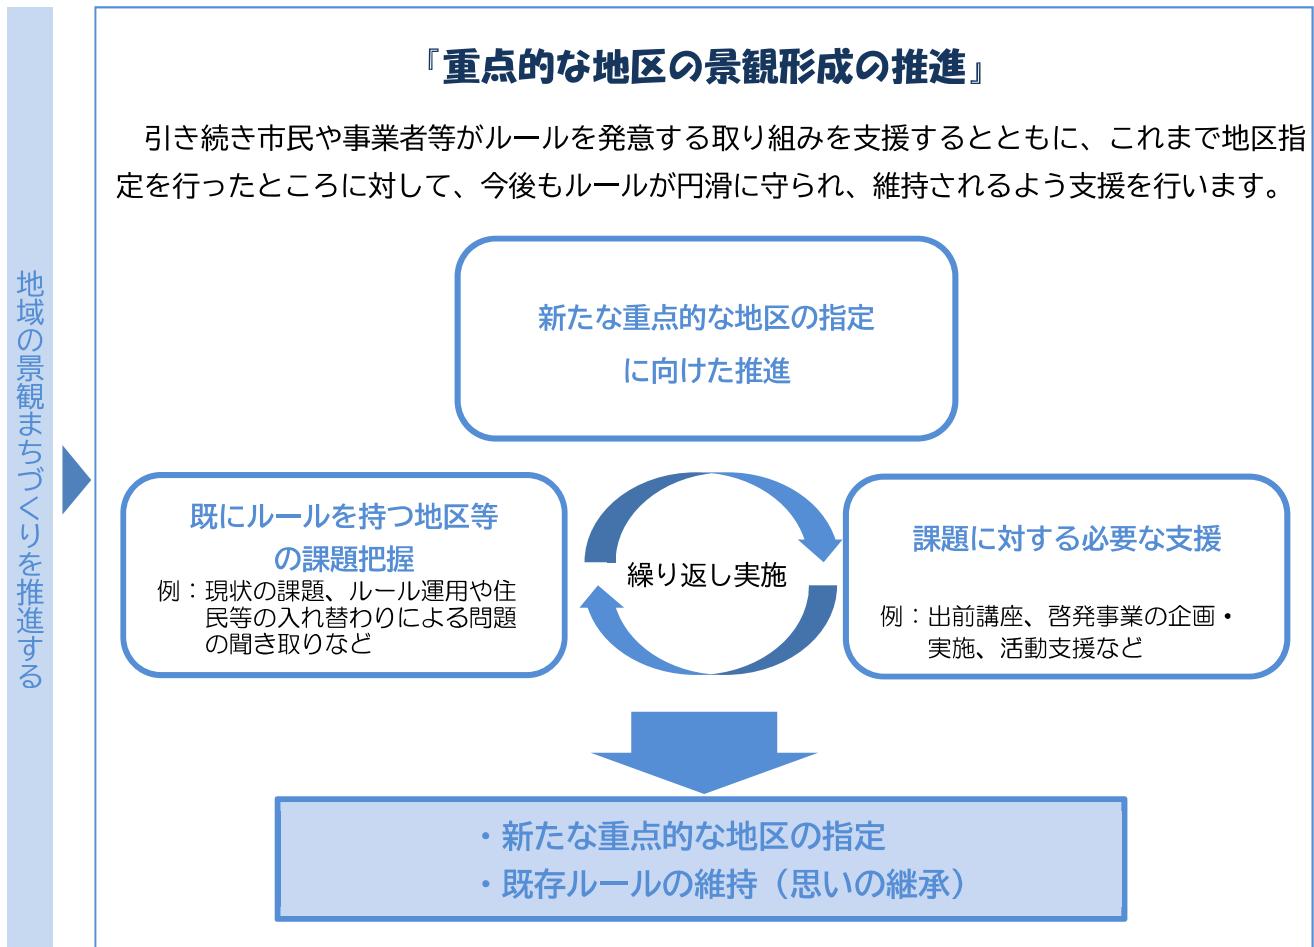 地域の景観まちづくりを推進する
『重点的な地区の景観形成の推進』
引き続き市民や事業者等がルールを発意する取り組みを支援するとともに、これまで地区指
定を行ったところに対して、今後もルールが円滑に守られ、維持されるよう支援を行います。
新たな重点的な地区の指定
に向けた推進
既にルールを持つ地区等
の課題把握
例：現状の課題、ルール運用や住
民等の入れ替わりによる問題
の聞き取りなど
繰り返し実施
課題に対する必要な支援
例：出前講座、啓発事業の企画・
実施、活動支援など
・新たな重点的な地区の指定
・既存ルールの維持（思いの継承）